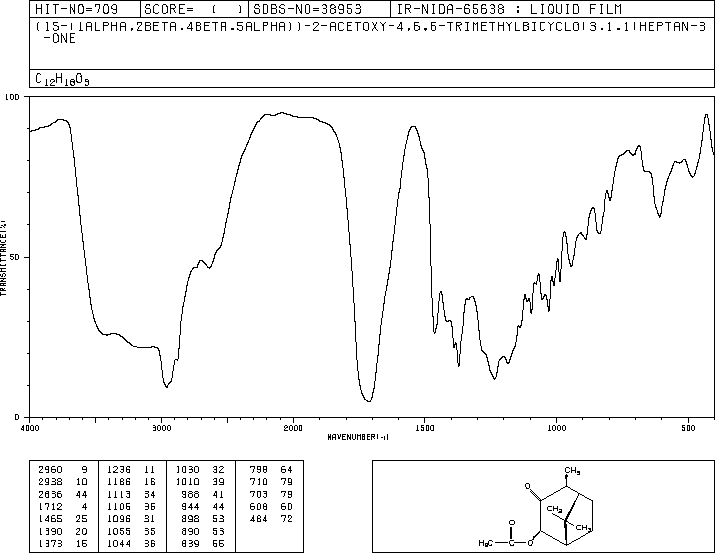 HIT-NO=709 SCORE= ( ) SDBS-NO=38953 IR-NIDA-65638 : LIQUID FILM
(1S-(1ALPHA,2BETA,4BETA,5ALPHA))-2-ACETOXY-4,6,6-TRIMETHYLBICYCLO(3.1.1)HEPTAN-3
-ONE
C12H18O3
100
TRANSMITTANCE(%)
50
0
4000 3000 2000 1500 1000 500
WAVENUMBER(-1)
2960 9 1236 11 1030 32 798 64
2938 10 1186 16 1010 39 710 79
44 1113 34 988 41 703 79
1712 4 1106 36 944 44 608 60
1465 25 1096 31 898 53 484 72
1390 20 1055 35 890 53
1373 15 1044 36 839 55
CH3
O
CH3
CH3
O
H3C C O